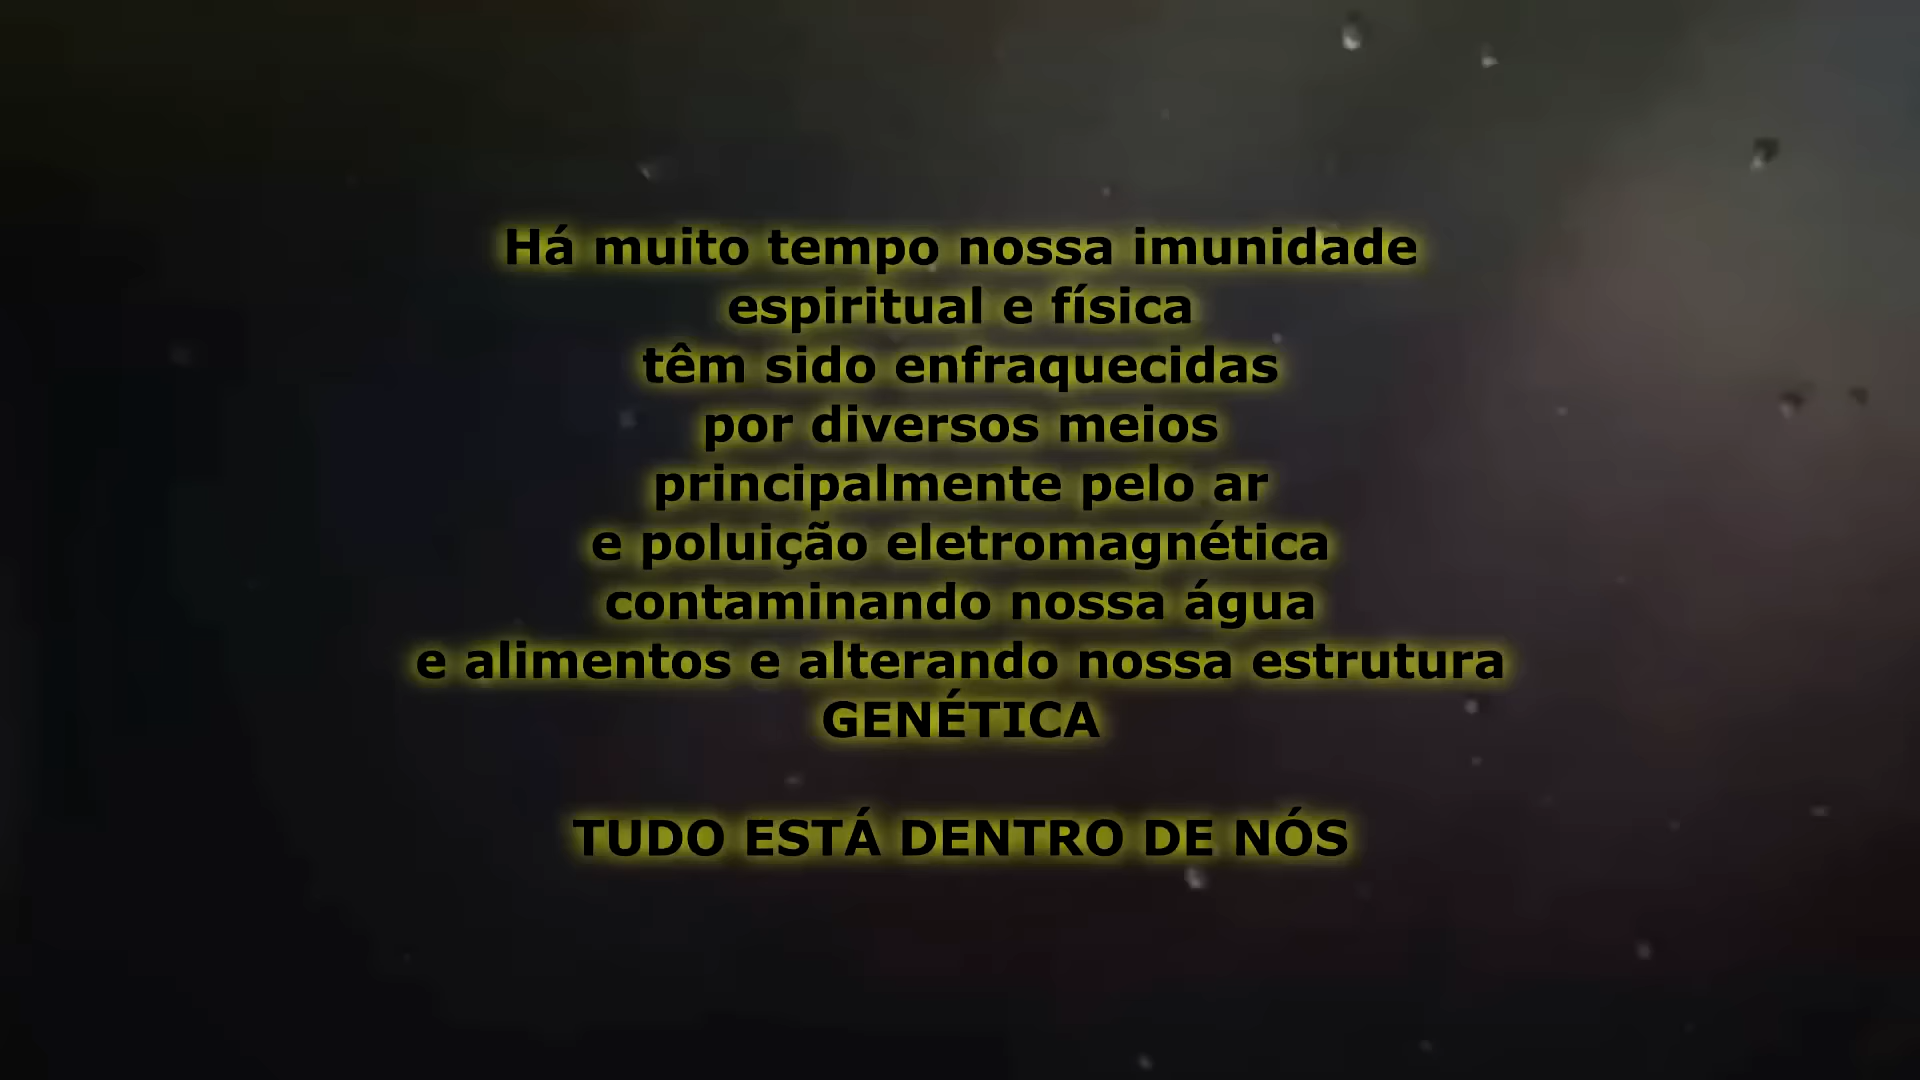 Há muito tempo nossa imunidade
espiritual e física
têm sido enfraquecidas
por diversos meios
principalmente pelo ar
e poluição eletromagnética
contaminando nossa água
e alimentos e alterando nossa estrutura
GENÉTICA
TUDO ESTÁ DENTRO DE NÓS